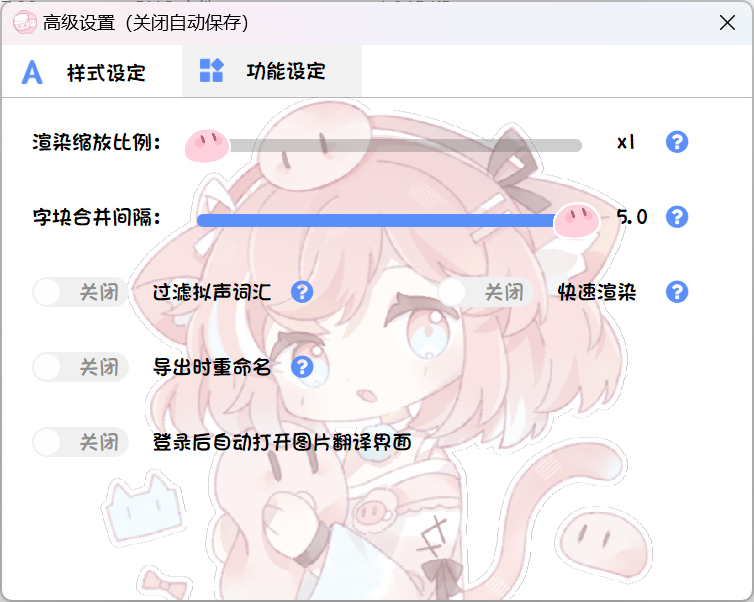 高级设置（关闭自动保存）
样式设定 功能设定
渲染缩放比例： x1 ?
字块合并间隔： 5.0 ?
关闭 过滤拟声词汇 ? 关闭 快速渲染 ?
关闭 导出时重命名 ?
关闭 登录后自动打开图片翻译界面